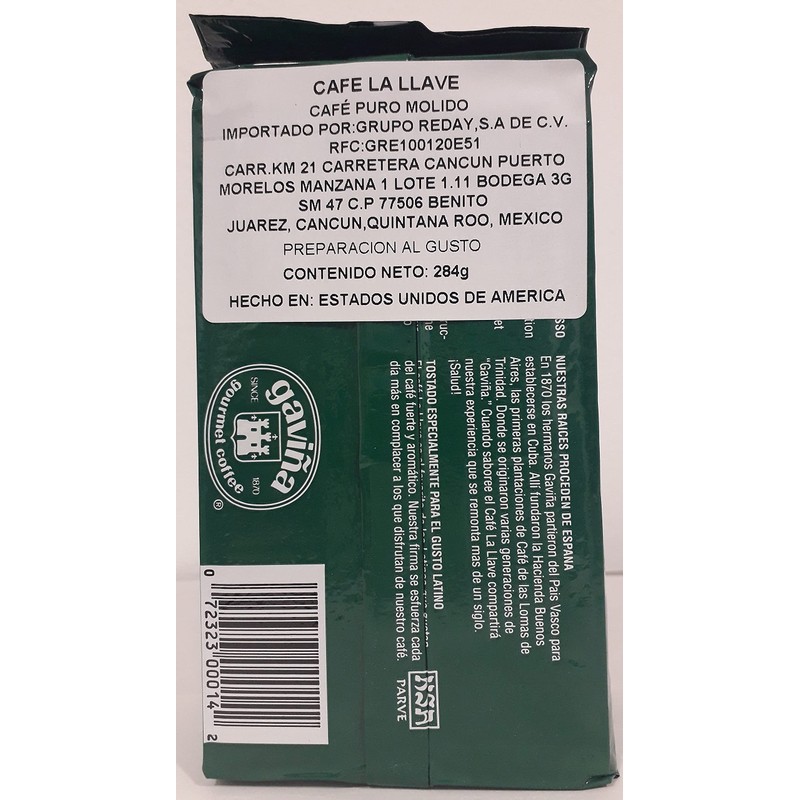 CAFE LA LLAVE
CAFÉ PURO MOLIDO
IMPORTADO POR:GRUPO REDAY,S.A DE C.V.
RFC:GRE100120E51
CARR.KM 21 CARRETERA CANCUN PUERTO
MORELOS MANZANA 1 LOTE 1.11 BODEGA 3G
SM 47 C.P 77506 BENITO
JUAREZ, CANCUN,QUINTANA ROO, MEXICO
PREPARACION AL GUSTO
CONTENIDO NETO: 284g
HECHO EN: ESTADOS UNIDOS DE AMERICA
NUESTRAS RAICES PROCEDEN DE ESPAÑA
En 1870 los hermanos Gaviña partieron del Pais Vasco para
establecerse en Cuba. Allí fundaron la Hacienda Buenos
Aires, las primeras plantaciones de Café de las Lomas de
Trinidad. Donde se originaron varias generaciones de
"Gaviña." Cuando saboree el Café La Llave compartirá
nuestra experiencia que se remonta mas de un siglo.
¡Salud!
TOSTADO ESPECIALMENTE PARA EL GUSTO LATINO
del café fuerte y aromático. Nuestra firma se esfuerza cada
día más en complacer a los que disfrutan de nuestro café.
gaviña
SINCE 1870
gourmet coffee
®
KSA
PARVE
0 72323 00014 2